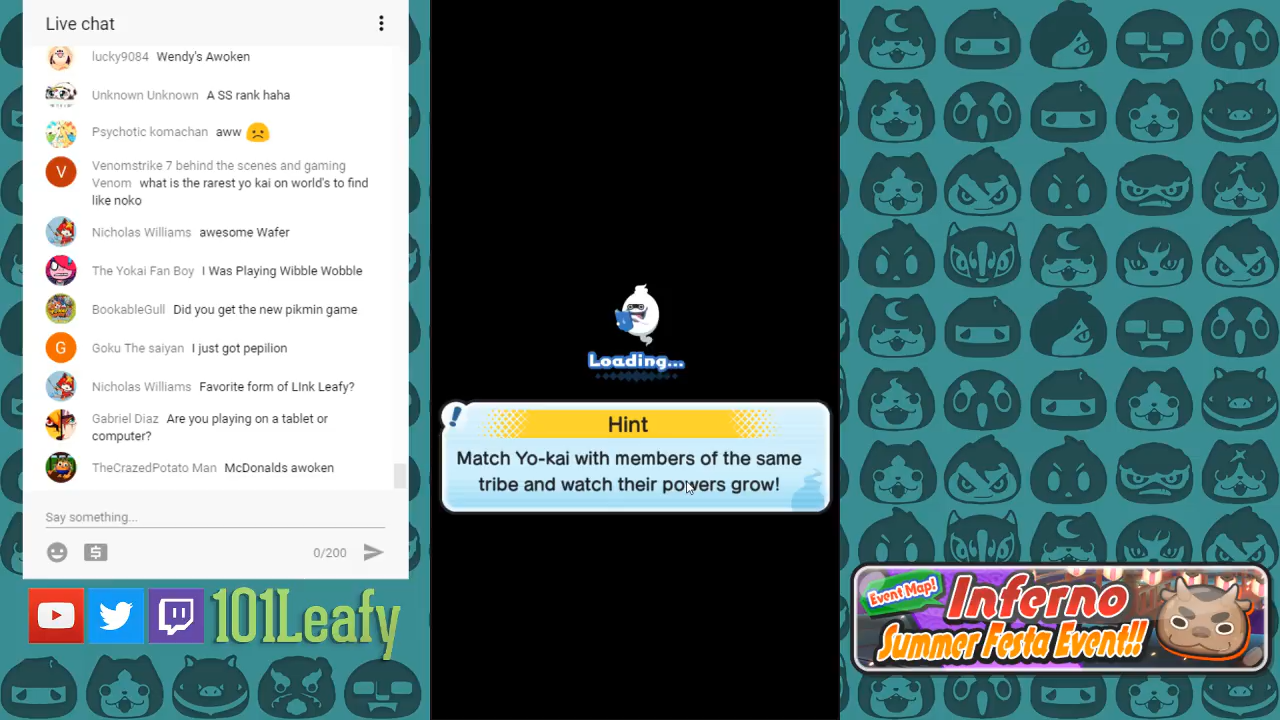 Live chat
lucky9084 Wendy's Awoken
Unknown Unknown A SS rank haha
Psychotic komachan aww
V
Venomstrike 7 behind the scenes and gaming
Venom what is the rarest yo kai on world's to find
like noko
Nicholas Williams awesome Wafer
The Yokai Fan Boy I Was Playing Wibble Wobble
BookableGull Did you get the new pikmin game
G
Goku The saiyan I just got pepilion
Nicholas Williams Favorite form of LInk Leafy?
Gabriel Diaz Are you playing on a tablet or
computer?
TheCrazedPotato Man McDonalds awoken
Say something...
0/200
101Leafy
Loading...
Hint
Match Yo-kai with members of the same
tribe and watch their powers grow!
Event Map!
Inferno
Summer Festa Event!!